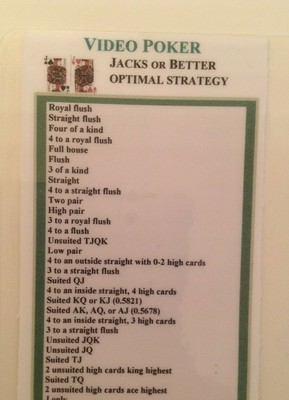 VIDEO POKER
JACKS OR BETTER
OPTIMAL STRATEGY
Royal flush
Straight flush
Four of a kind
4 to a royal flush
Full house
Flush
3 of a kind
Straight
4 to a straight flush
Two pair
High pair
3 to a royal flush
4 to a flush
Unsuited TJQK
Low pair
4 to an outside straight with 0-2 high cards
3 to a straight flush
Suited QJ
4 to an inside straight, 4 high cards
Suited KQ or KJ (0.5821)
Suited AK, AQ, or AJ (0.5678)
4 to an inside straight, 3 high cards
3 to a straight flush
Unsuited JQK
Unsuited JQ
Suited TJ
2 unsuited high cards king highest
Suited TQ
2 unsuited high cards ace highest
J only